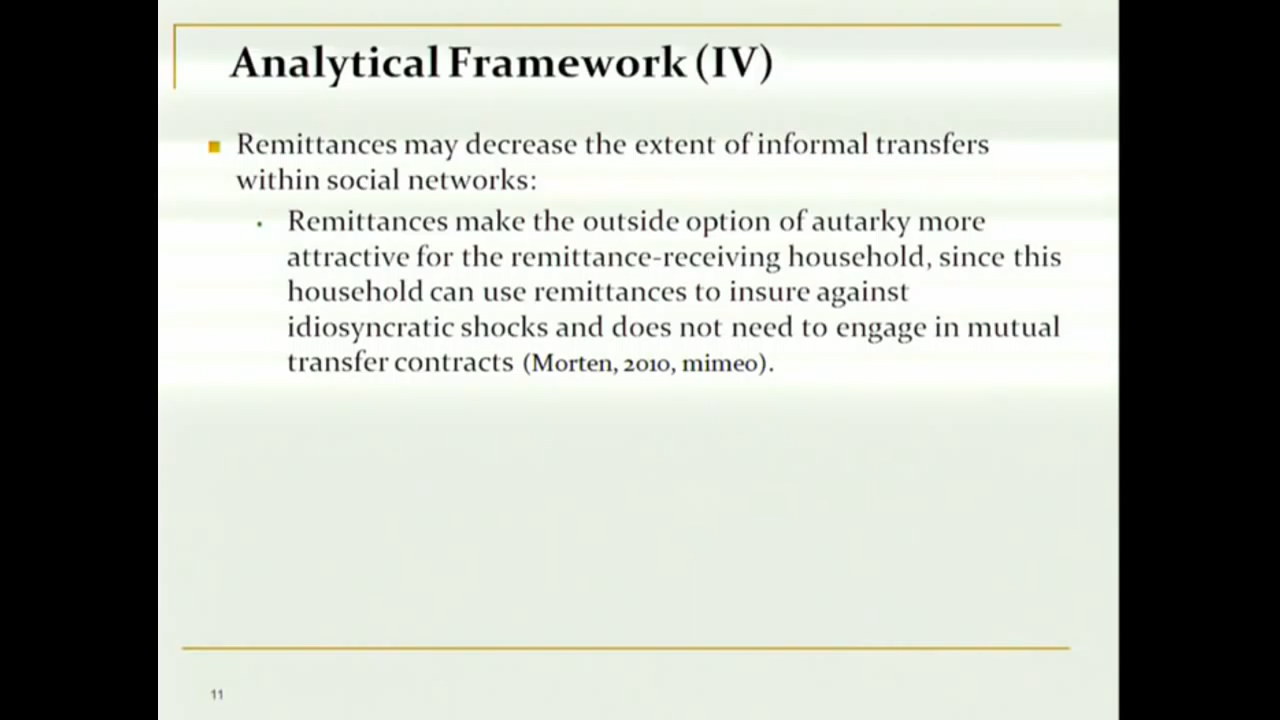 Analytical Framework (IV)
Remittances may decrease the extent of informal transfers
within social networks:
Remittances make the outside option of autarky more
attractive for the remittance-receiving household, since this
household can use remittances to insure against
idiosyncratic shocks and does not need to engage in mutual
transfer contracts (Morten, 2010, mimeo).
11